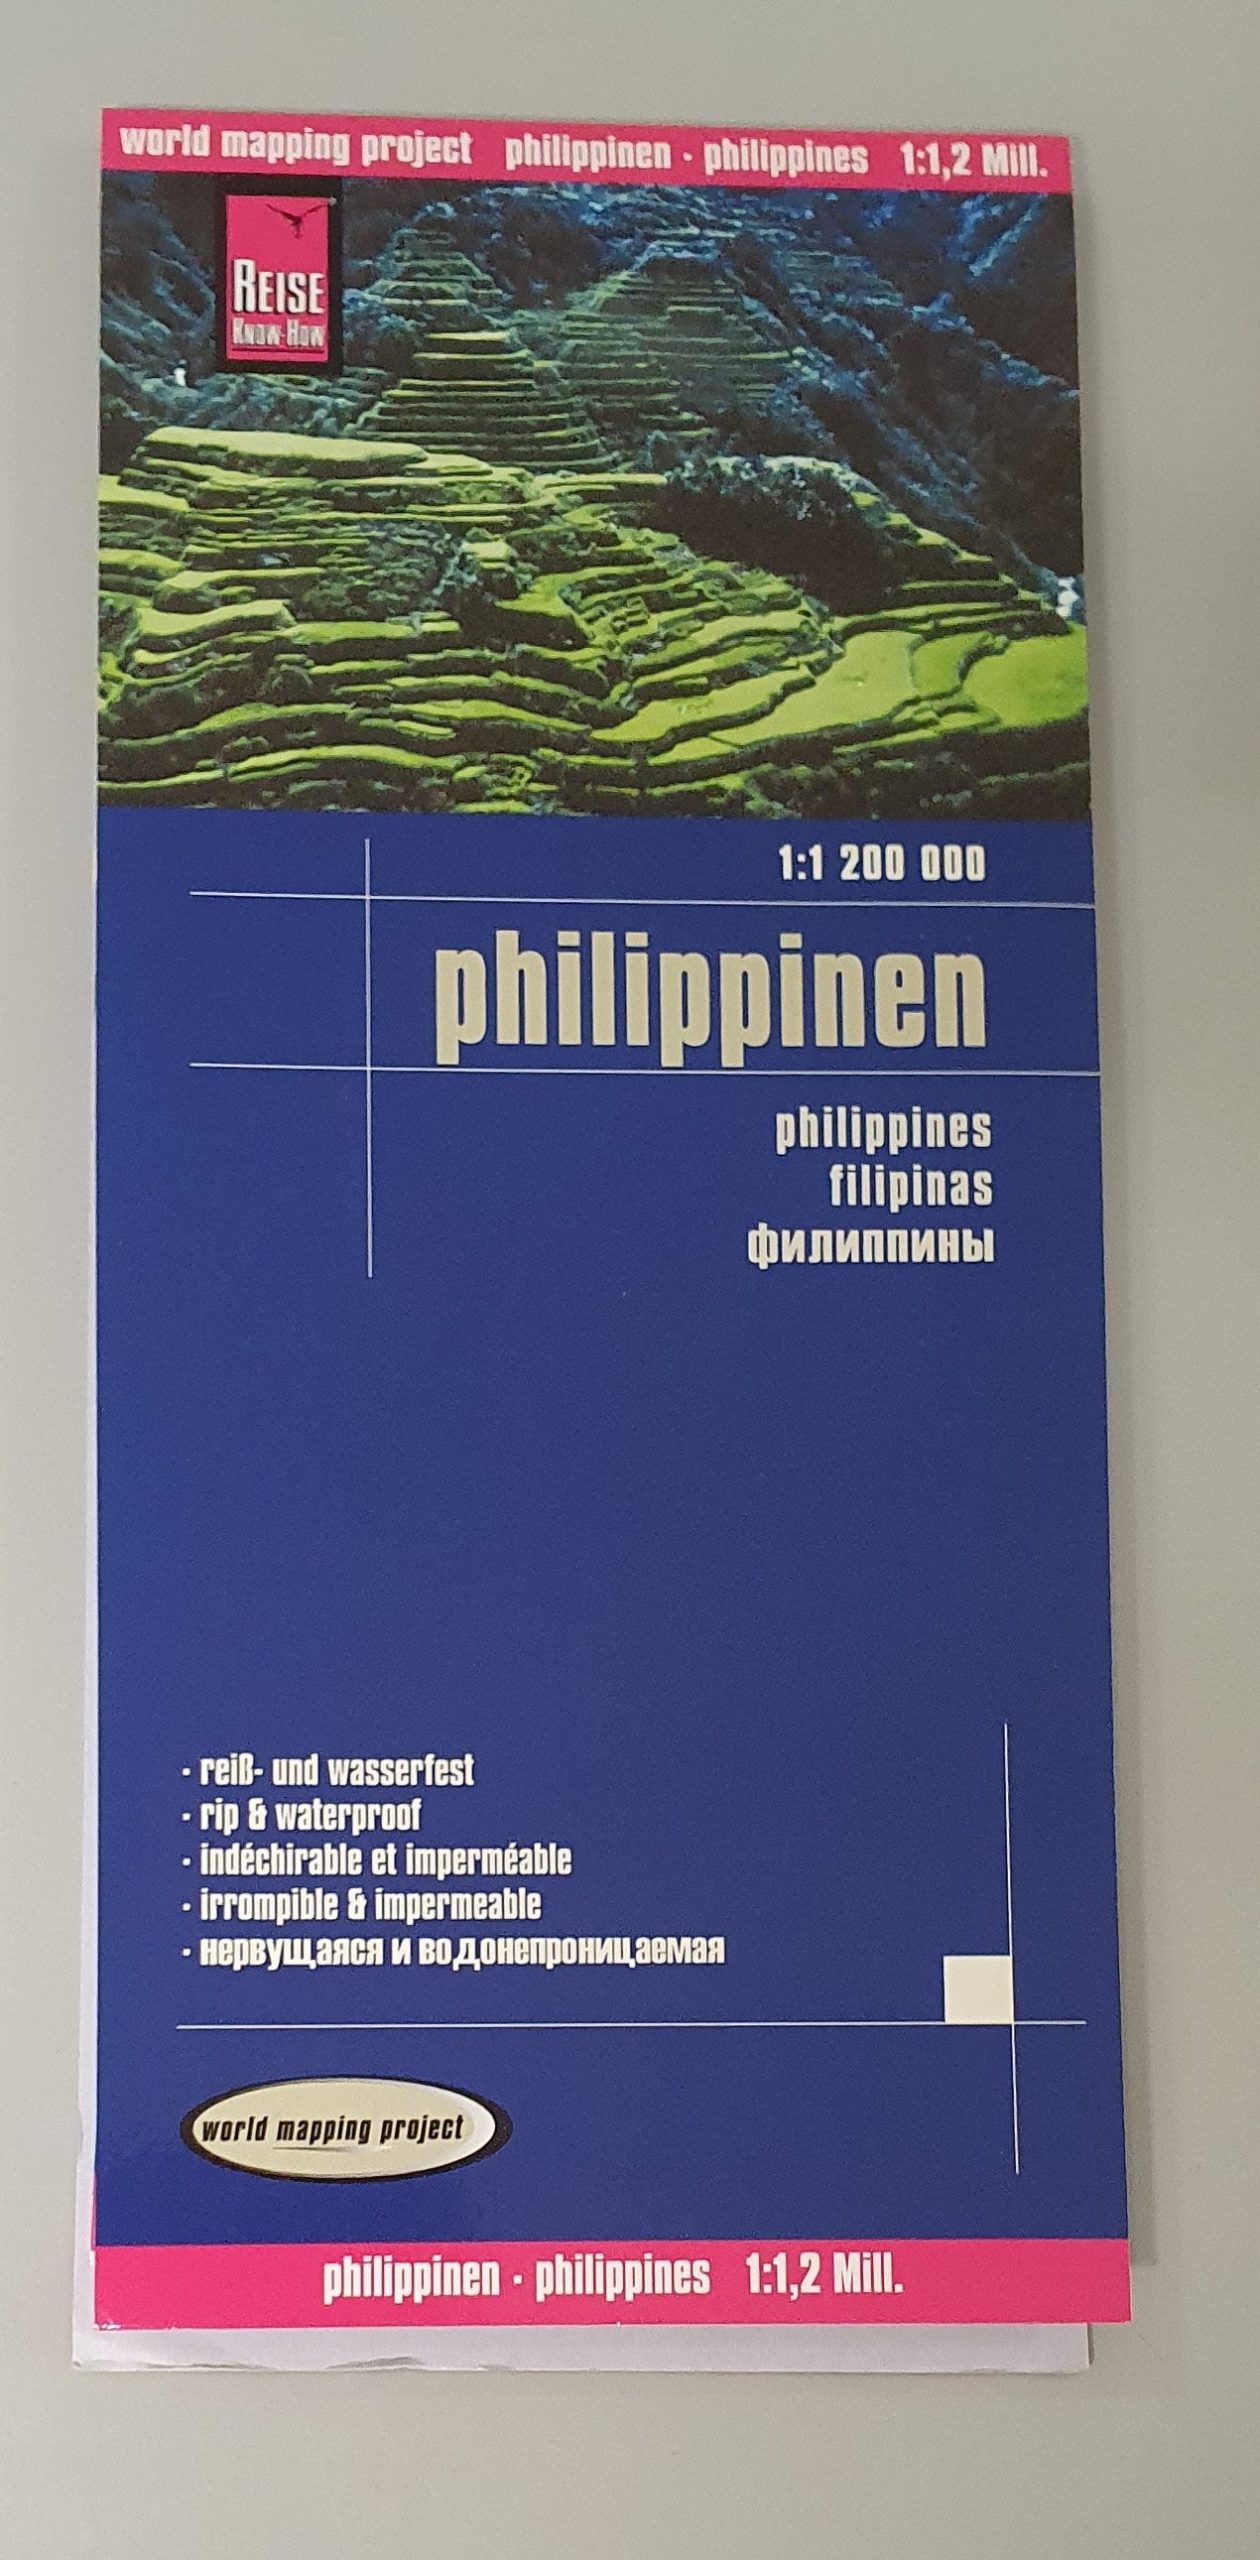 world mapping project philippinen · philippines 1:1,2 Mill.
REISE
KNOW-HOW
1:1 200 000
philippinen
philippines
filipinas
филиппины
· reiß- und wasserfest
· rip & waterproof
· indéchirable et imperméable
· irrompible & impermeable
· нервущаяся и водонепроницаемая
world mapping project
philippinen · philippines 1:1,2 Mill.